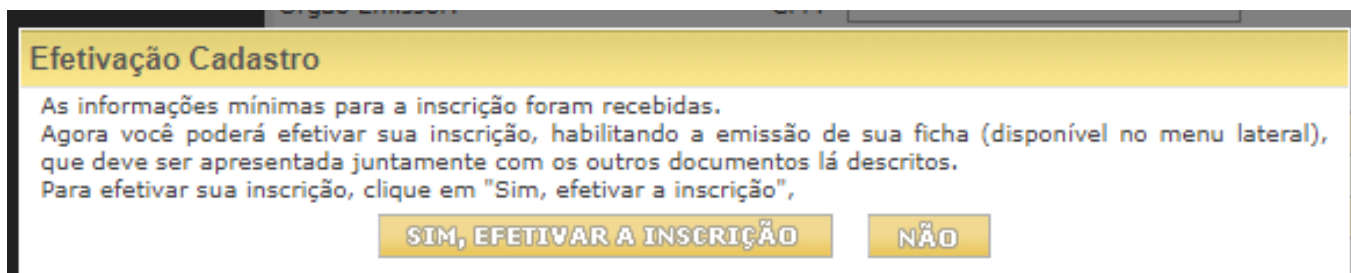 Efetivação Cadastro
As informações mínimas para a inscrição foram recebidas.
Agora você poderá efetivar sua inscrição, habilitando a emissão de sua ficha (disponível no menu lateral),
que deve ser apresentada juntamente com os outros documentos lá descritos.
Para efetivar sua inscrição, clique em "Sim, efetivar a inscrição",
SIM, EFETIVAR A INSCRIÇÃO NÃO